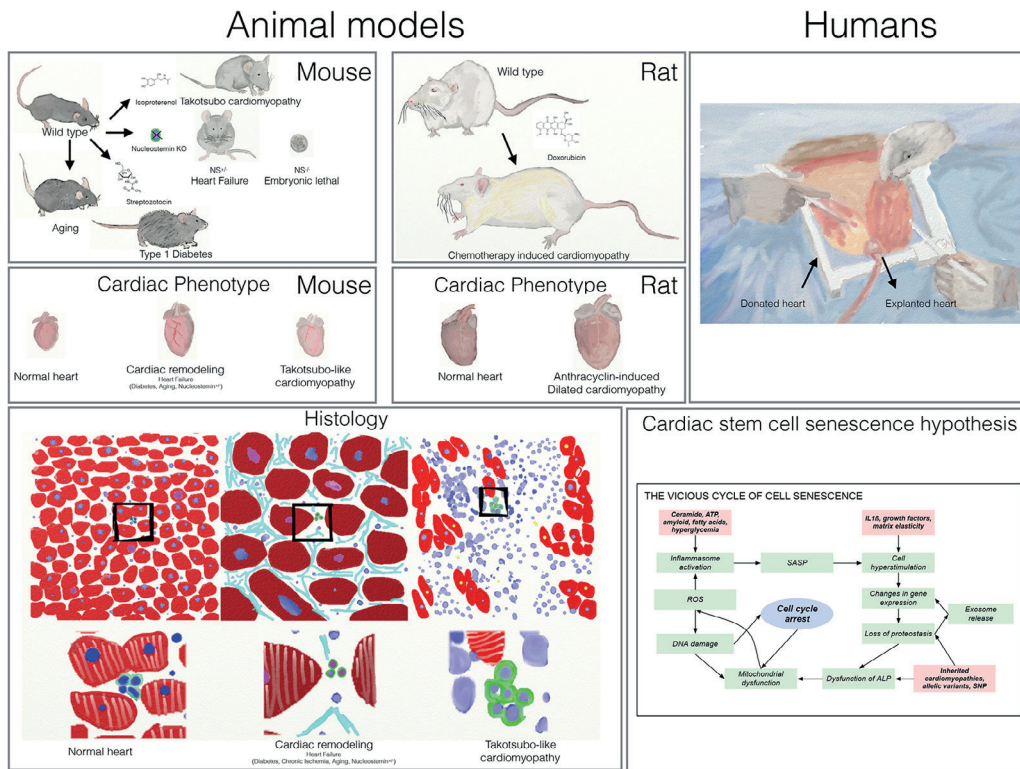 Animal models
Humans
Mouse
Wild type
Isoproterenol
Takotsubo cardiomyopathy
Nucleostemin KO
NS+/-
Heart Failure
NS-/-
Embryonic lethal
Streptozotocin
Aging
Type 1 Diabetes
Rat
Wild type
Doxorubicin
Chemotherapy induced cardiomyopathy
Donated heart
Explanted heart
Cardiac Phenotype
Mouse
Normal heart
Cardiac remodeling
Heart Failure
(Diabetes, Aging, Nucleostemin+/-)
Takotsubo-like
cardiomyopathy
Cardiac Phenotype
Rat
Normal heart
Anthracyclin-induced
Dilated cardiomyopathy
Histology
Normal heart
Cardiac remodeling
Heart Failure
(Diabetes, Chronic Ischemia, Aging, Nucleostemin+/-)
Takotsubo-like
cardiomyopathy
Cardiac stem cell senescence hypothesis
THE VICIOUS CYCLE OF CELL SENESCENCE
Ceramide, ATP,
amyloid, fatty acids,
hyperglycemia
IL1ß, growth factors,
matrix elasticity
Inflammasome
activation
SASP
Cell
hyperstimulation
ROS
Cell cycle
arrest
Changes in gene
expression
Exosome
release
DNA damage
Loss of proteostasis
Mitochondrial
dysfunction
Dysfunction of ALP
Inherited
cardiomyopathies,
allelic variants, SNP